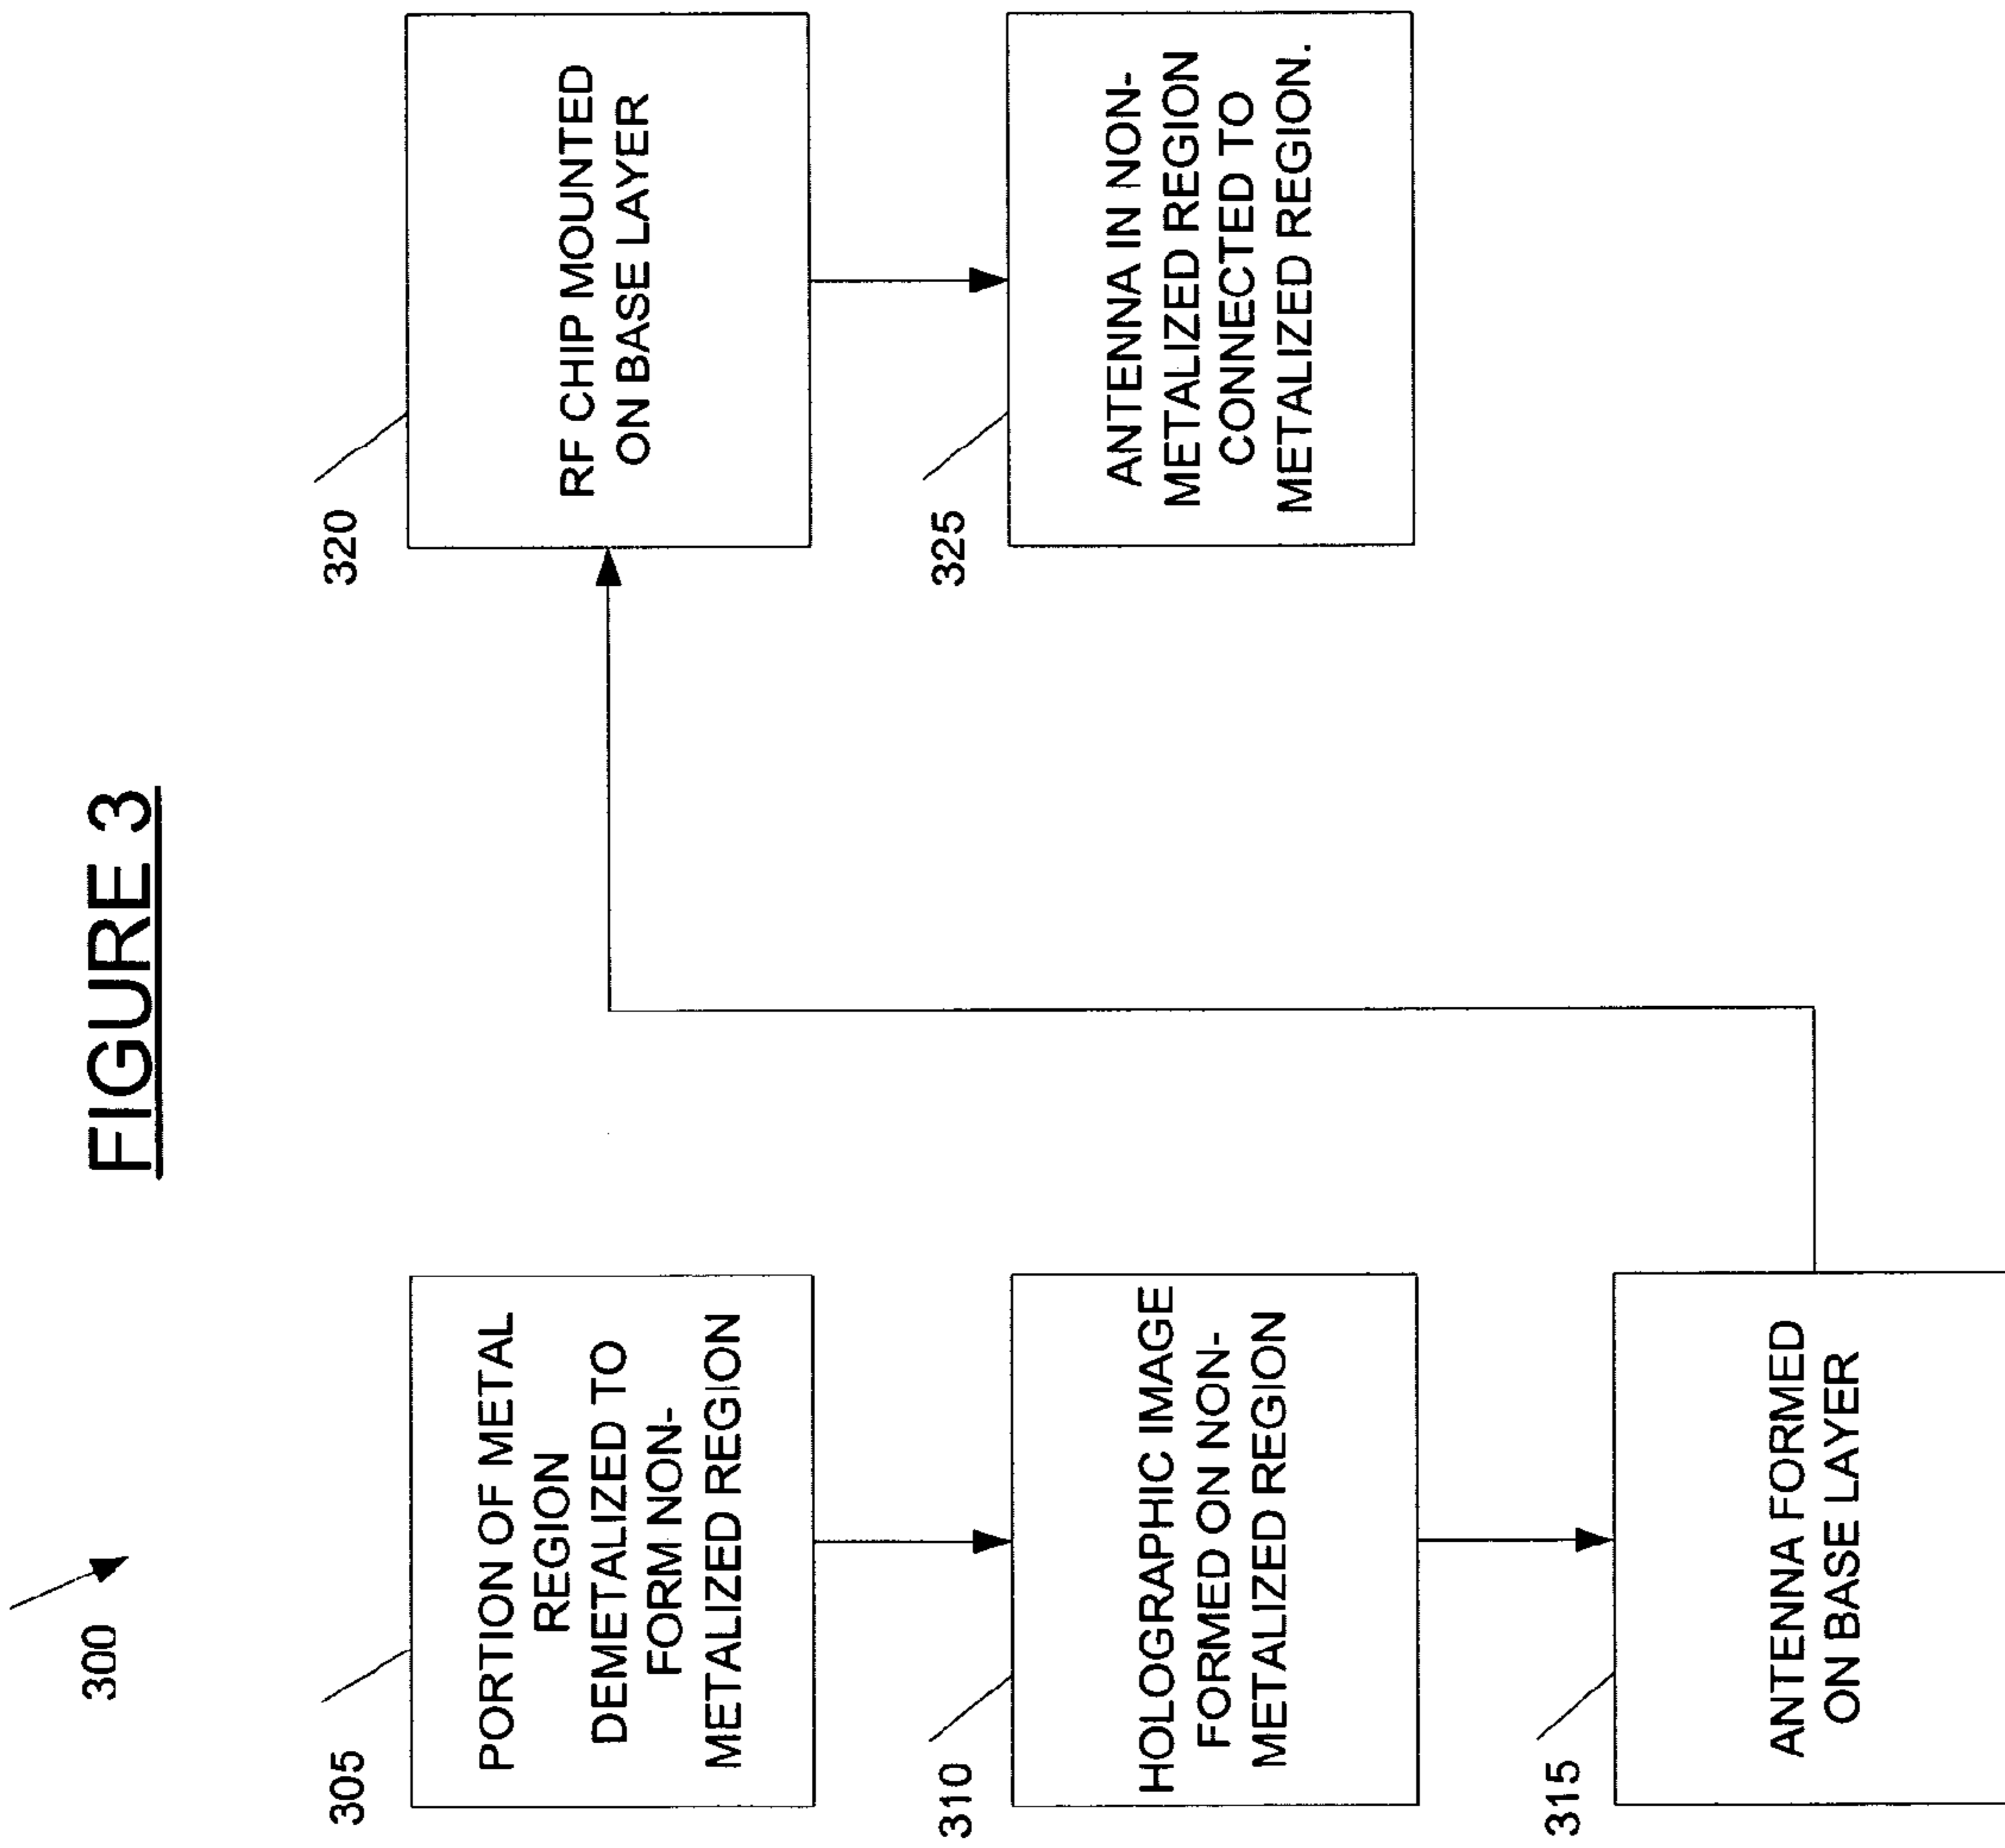 FIGURE 3
300
305
PORTION OF METAL
REGION
DEMETALIZED TO
FORM NON-
METALIZED REGION
310
HOLOGRAPHIC IMAGE
FORMED ON NON-
METALIZED REGION
315
ANTENNA FORMED
ON BASE LAYER
320
RF CHIP MOUNTED
ON BASE LAYER
325
ANTENNA IN NON-
METALIZED REGION
CONNECTED TO
METALIZED REGION.